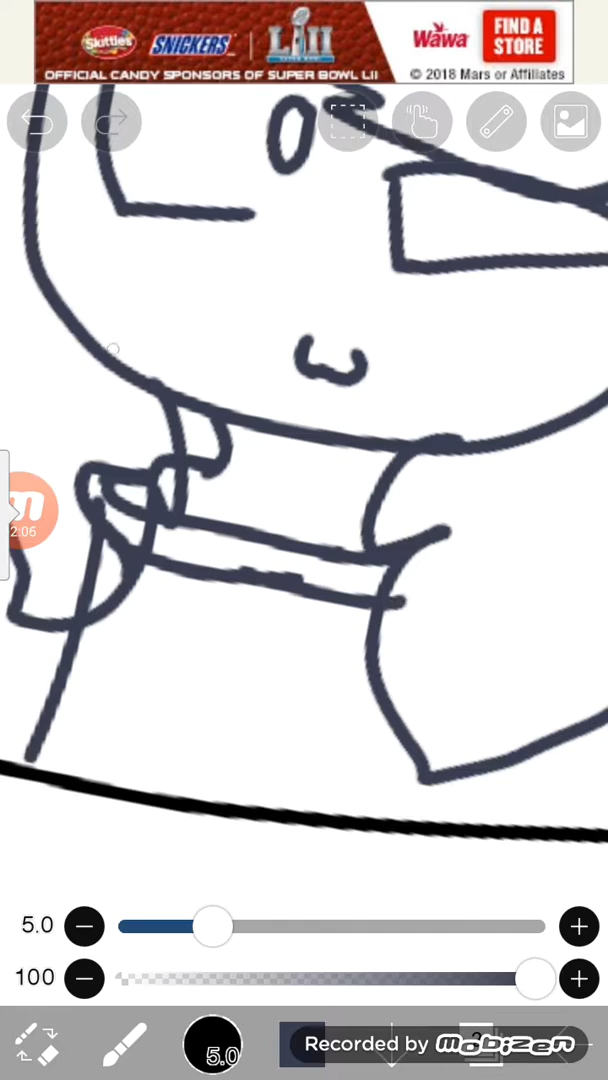 Skittles SNICKERS LII Wawa FIND A STORE
OFFICIAL CANDY SPONSORS OF SUPER BOWL LII © 2018 Mars or Affiliates
2:06
5.0
100
5.0
Recorded by mobizen